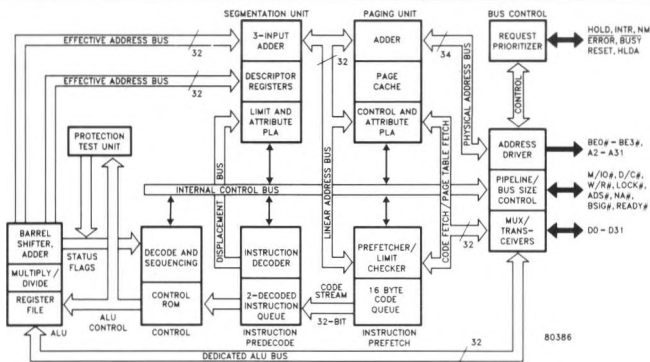 SEGMENTATION UNIT
PAGING UNIT
BUS CONTROL
EFFECTIVE ADDRESS BUS
32
3-INPUT
ADDER
ADDER
REQUEST
PRIORITIZER
HOLD, INTR, NM
ERROR, BUSY
RESET, HLDA
EFFECTIVE ADDRESS BUS
32
DESCRIPTOR
REGISTERS
32
PAGE
CACHE
34
PHYSICAL ADDRESS BUS
CONTROL
LIMIT AND
ATTRIBUTE
PLA
CONTROL AND
ATTRIBUTE
PLA
PROTECTION
TEST UNIT
ADDRESS
DRIVER
BE0# - BE3#,
A2 - A31
INTERNAL CONTROL BUS
PIPELINE/
BUS SIZE
CONTROL
M/IO#, D/C#,
W/R#, LOCK#,
ADS#, NA#,
BSIG#, READY#
DISPLACEMENT BUS
LINEAR ADDRESS BUS
CODE FETCH / PAGE TABLE FETCH
BARREL
SHIFTER,
ADDER
STATUS
FLAGS
DECODE AND
SEQUENCING
INSTRUCTION
DECODER
PREFETCHER/
LIMIT
CHECKER
32
MUX/
TRANS-
CEIVERS
D0 - D31
MULTIPLY/
DIVIDE
REGISTER
FILE
ALU
CONTROL
CONTROL
ROM
2-DECODED
INSTRUCTION
QUEUE
CODE
STREAM
32-BIT
16 BYTE
CODE
QUEUE
ALU
CONTROL
INSTRUCTION
PREDECODE
INSTRUCTION
PREFETCH
80386
DEDICATED ALU BUS
32